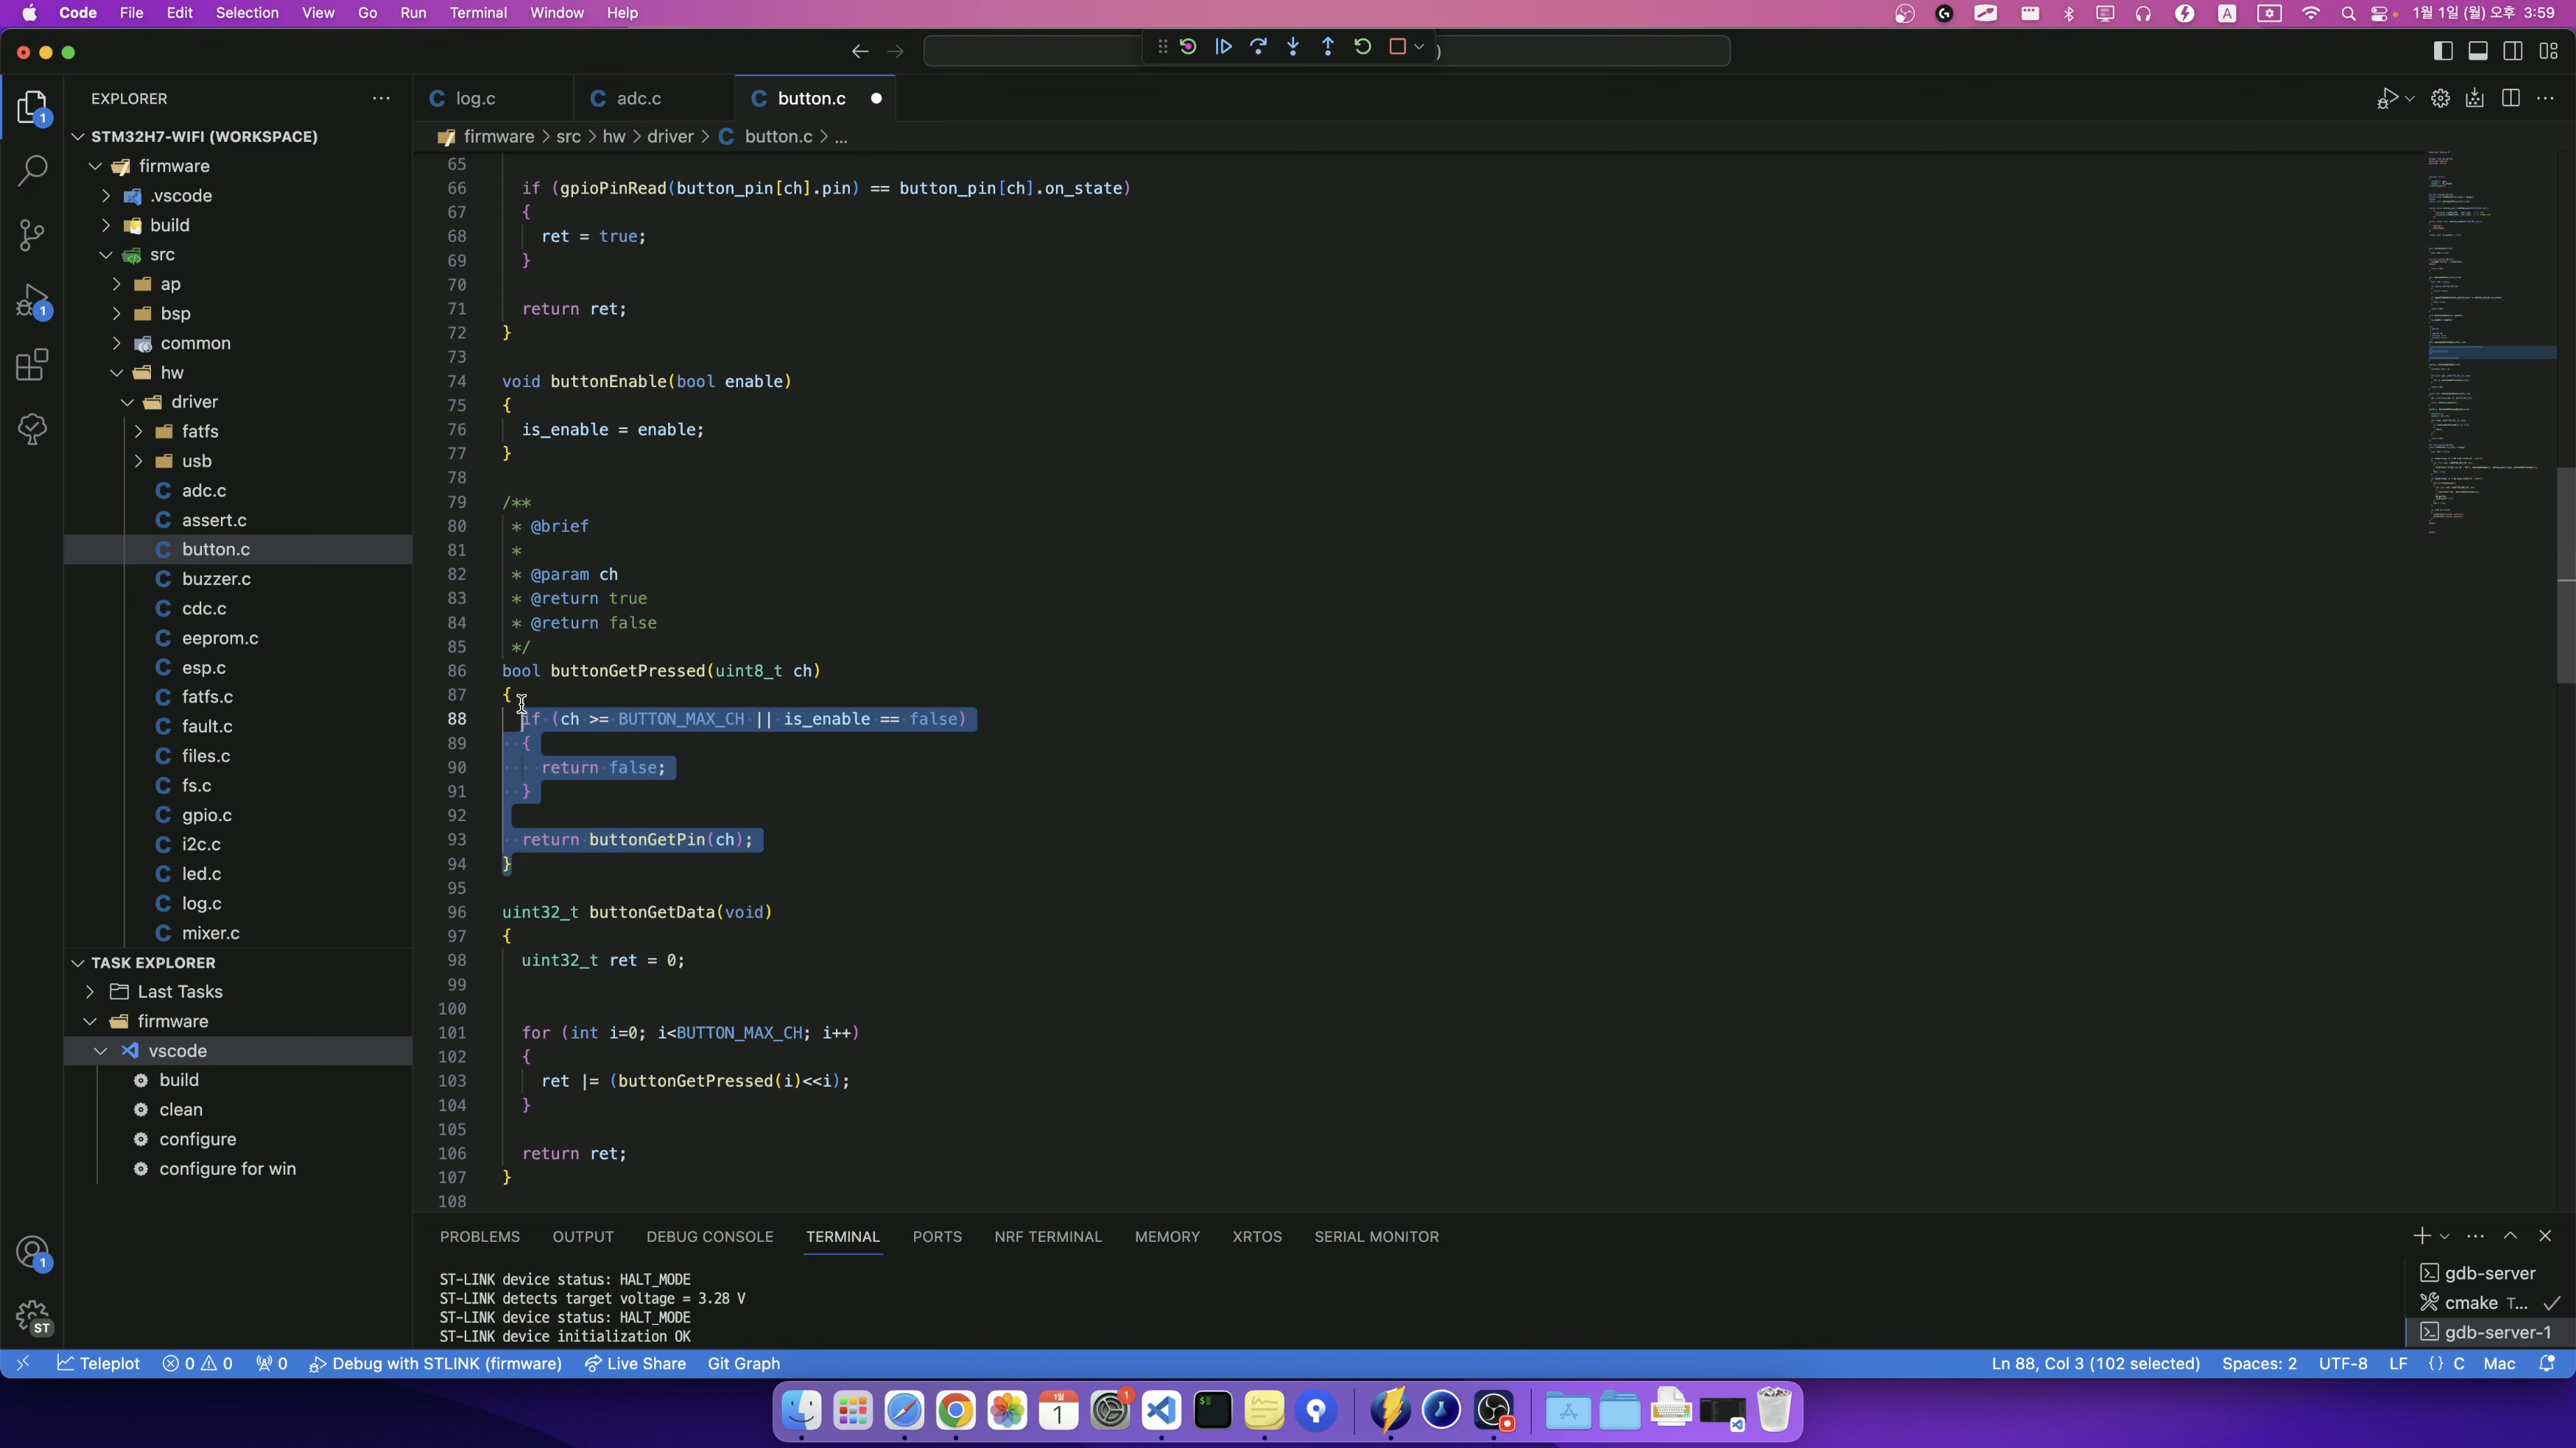 Code File Edit Selection View Go Run Terminal Window Help
A
1월 1일 (월) 오후 3:59
EXPLORER
STM32H7-WIFI (WORKSPACE)
firmware
.vscode
build
src
ap
bsp
common
hw
driver
fatfs
usb
adc.c
assert.c
button.c
buzzer.c
cdc.c
eeprom.c
esp.c
fatfs.c
fault.c
files.c
fs.c
gpio.c
i2c.c
led.c
log.c
mixer.c
TASK EXPLORER
Last Tasks
firmware
vscode
build
clean
configure
configure for win
log.c
adc.c
button.c
firmware > src > hw > driver > C button.c > ...
65
66 if (gpioPinRead(button_pin[ch].pin) == button_pin[ch].on_state)
67 {
68 ret = true;
69 }
70
71 return ret;
72 }
73
74 void buttonEnable(bool enable)
75 {
76 is_enable = enable;
77 }
78
79 /**
80 * @brief
81 *
82 * @param ch
83 * @return true
84 * @return false
85 */
86 bool buttonGetPressed(uint8_t ch)
87 {
88 if (ch >= BUTTON_MAX_CH || is_enable == false)
89 {
90 return false;
91 }
92
93 return buttonGetPin(ch);
94 }
95
96 uint32_t buttonGetData(void)
97 {
98 uint32_t ret = 0;
99
100
101 for (int i=0; i<BUTTON_MAX_CH; i++)
102 {
103 ret |= (buttonGetPressed(i)<<i);
104 }
105
106 return ret;
107 }
108
PROBLEMS OUTPUT DEBUG CONSOLE TERMINAL PORTS NRF TERMINAL MEMORY XRTOS SERIAL MONITOR
ST-LINK device status: HALT_MODE
ST-LINK detects target voltage = 3.28 V
ST-LINK device status: HALT_MODE
ST-LINK device initialization OK
gdb-server
cmake T...
gdb-server-1
ST
Teleplot 0 0 0 Debug with STLINK (firmware) Live Share Git Graph
Ln 88, Col 3 (102 selected) Spaces: 2 UTF-8 LF {} C Mac
1월
1
1